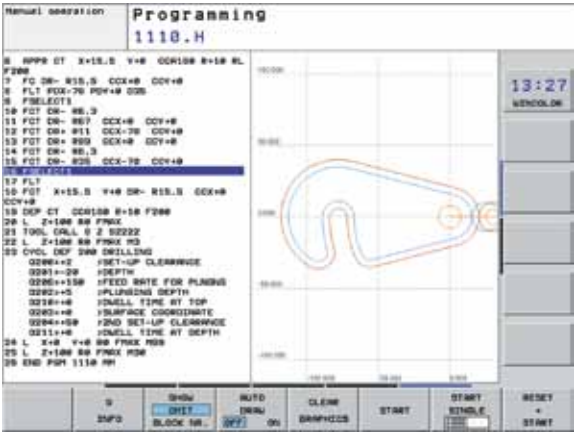 Manual operation
Programming
1110.H
6 APPR CT X+15.5 Y+0 CCA180 R+10 RL
F200
7 FC DR- R15.5 CCX+0 CCY+0
8 FLT PDX-70 PDY+0 D35
9 FSELECT1
10 FCT DR- R6.3
11 FCT DR- R67 CCX+0 CCY+0
12 FCT DR+ R11 CCX-70 CCY+0
13 FCT DR+ R89 CCX+0 CCY+0
14 FCT DR- R6.3
15 FCT DR- R35 CCX-70 CCY+0
16 FSELECT1
17 FLT
18 FCT X+15.5 Y+0 DR- R15.5 CCX+0
CCY+0
19 DEP CT CCA180 R+10 F200
20 L Z+100 R0 FMAX
21 TOOL CALL 5 Z S2222
22 L Z+100 R0 FMAX M3
23 CYCL DEF 200 DRILLING
Q200=+2 ;SET-UP CLEARANCE
Q201=-20 ;DEPTH
Q206=+150 ;FEED RATE FOR PLNGNG
Q202=+5 ;PLUNGING DEPTH
Q210=+0 ;DWELL TIME AT TOP
Q203=+0 ;SURFACE COORDINATE
Q204=+50 ;2ND SET-UP CLEARANCE
Q211=+0 ;DWELL TIME AT DEPTH
24 L X+0 Y+0 R0 FMAX M99
25 L Z+100 R0 FMAX M30
26 END PGM 1110 MM
13:27
WINCOLOR
Q
INFO
SHOW
OMIT
BLOCK NR.
AUTO
DRAW
OFF ON
CLEAR
GRAPHICS
START
START
SINGLE
RESET
+
START